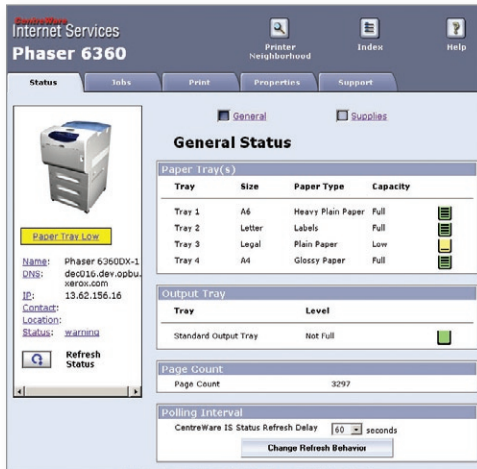 CentreWare
Internet Services
Phaser 6360
Printer Neighborhood
Index
Help
Status
Jobs
Print
Properties
Support
General
Supplies
General Status
Paper Tray Low
Name: Phaser 6360DX-1
DNS: dec016.dev.opbu.
xerox.com
IP: 13.62.156.16
Contact:
Location:
Status: warning
Refresh
Status
Paper Tray(s)
Tray Size Paper Type Capacity
Tray 1 A6 Heavy Plain Paper Full
Tray 2 Letter Labels Full
Tray 3 Legal Plain Paper Low
Tray 4 A4 Glossy Paper Full
Output Tray
Tray Level
Standard Output Tray Not Full
Page Count
Page Count 3297
Polling Interval
CentreWare IS Status Refresh Delay 60 seconds
Change Refresh Behavior